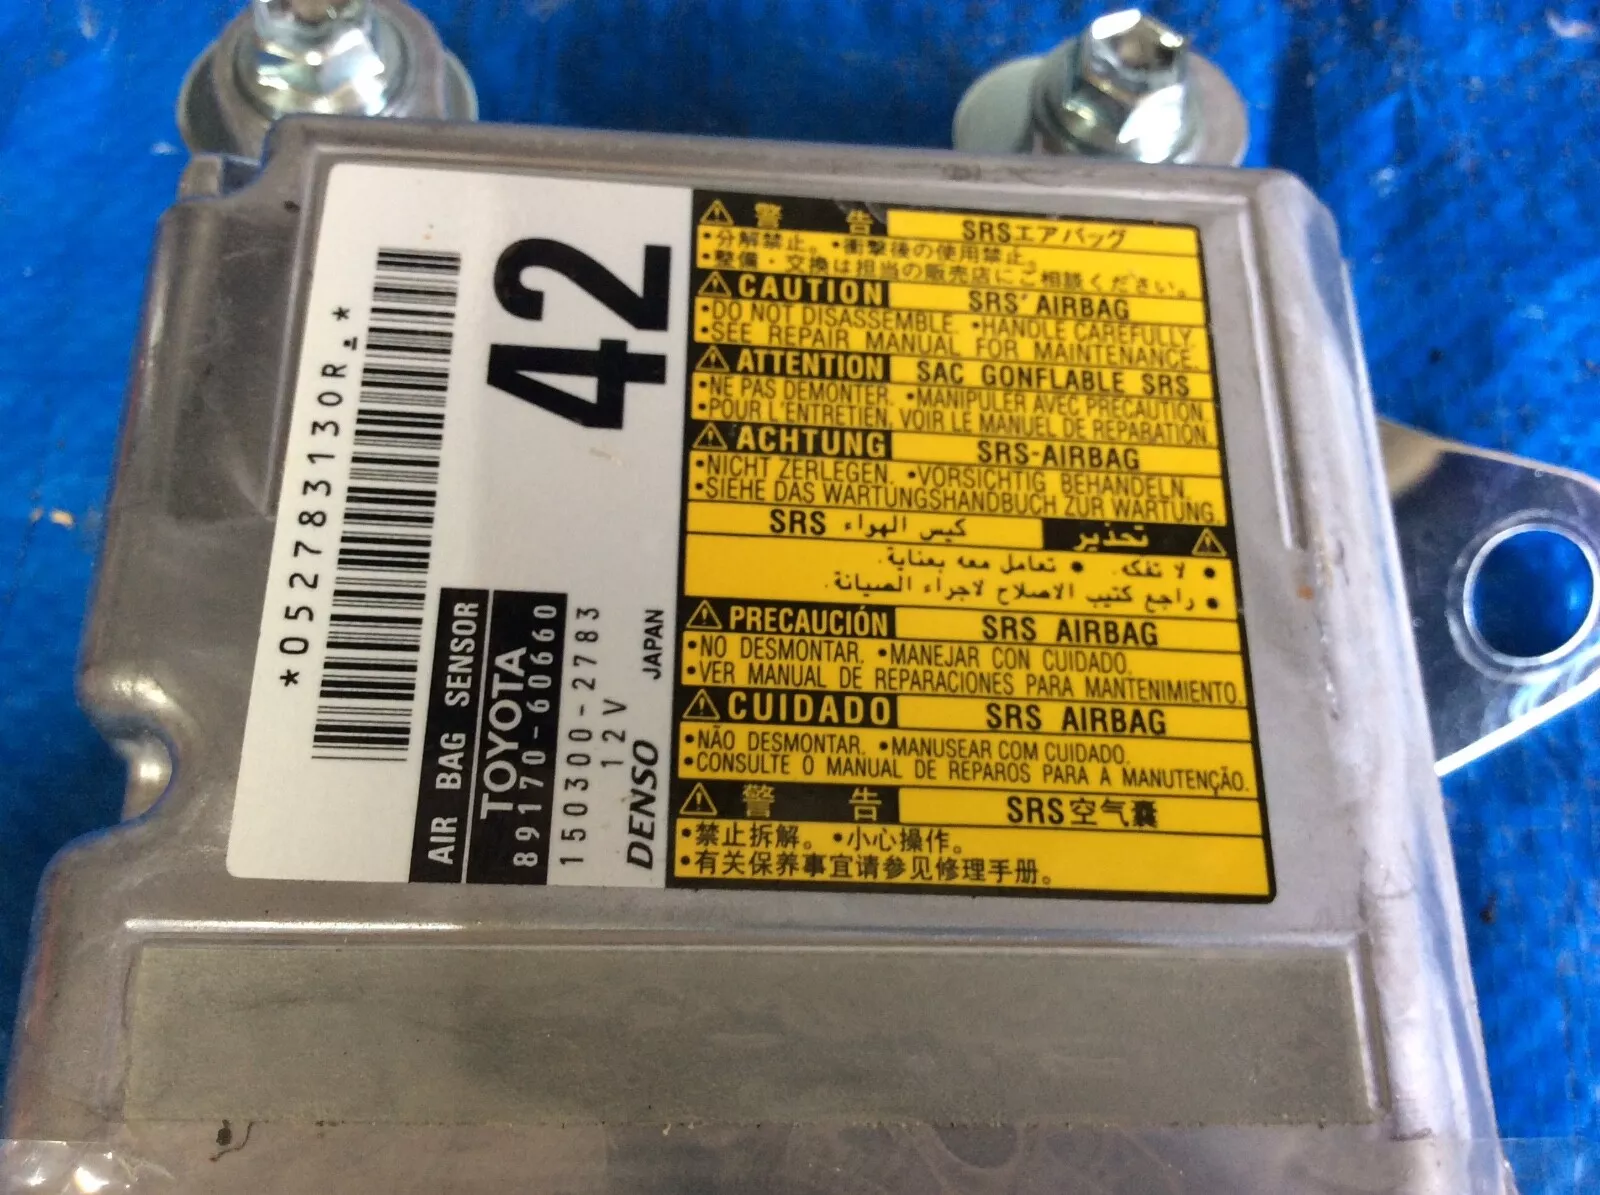 *052783130R-*
42
AIR BAG SENSOR
TOYOTA
89170-60660
150300-2783
12V
DENSO JAPAN
警 告 SRSエアバッグ
•分解禁止。 •衝撃後の使用禁止。
•整備・交換は担当の販売店にご相談ください。
CAUTION SRS AIRBAG
•DO NOT DISASSEMBLE. •HANDLE CAREFULLY.
•SEE REPAIR MANUAL FOR MAINTENANCE.
ATTENTION SAC GONFLABLE SRS
•NE PAS DEMONTER. •MANIPULER AVEC PRECAUTION.
•POUR L'ENTRETIEN, VOIR LE MANUEL DE REPARATION.
ACHTUNG SRS-AIRBAG
•NICHT ZERLEGEN. •VORSICHTIG BEHANDELN.
•SIEHE DAS WARTUNGSHANDBUCH ZUR WARTUNG.
تحذير كيس الهواء SRS
• لا تفكه. • تعامل معه بعناية.
• راجع كتيب الاصلاح لاجراء الصيانة.
PRECAUCIÓN SRS AIRBAG
•NO DESMONTAR. •MANEJAR CON CUIDADO.
•VER MANUAL DE REPARACIONES PARA MANTENIMIENTO.
CUIDADO SRS AIRBAG
•NÃO DESMONTAR. •MANUSEAR COM CUIDADO.
•CONSULTE O MANUAL DE REPAROS PARA A MANUTENÇÃO.
警 告 SRS空气囊
•禁止拆解。 •小心操作。
•有关保养事宜请参见修理手册。